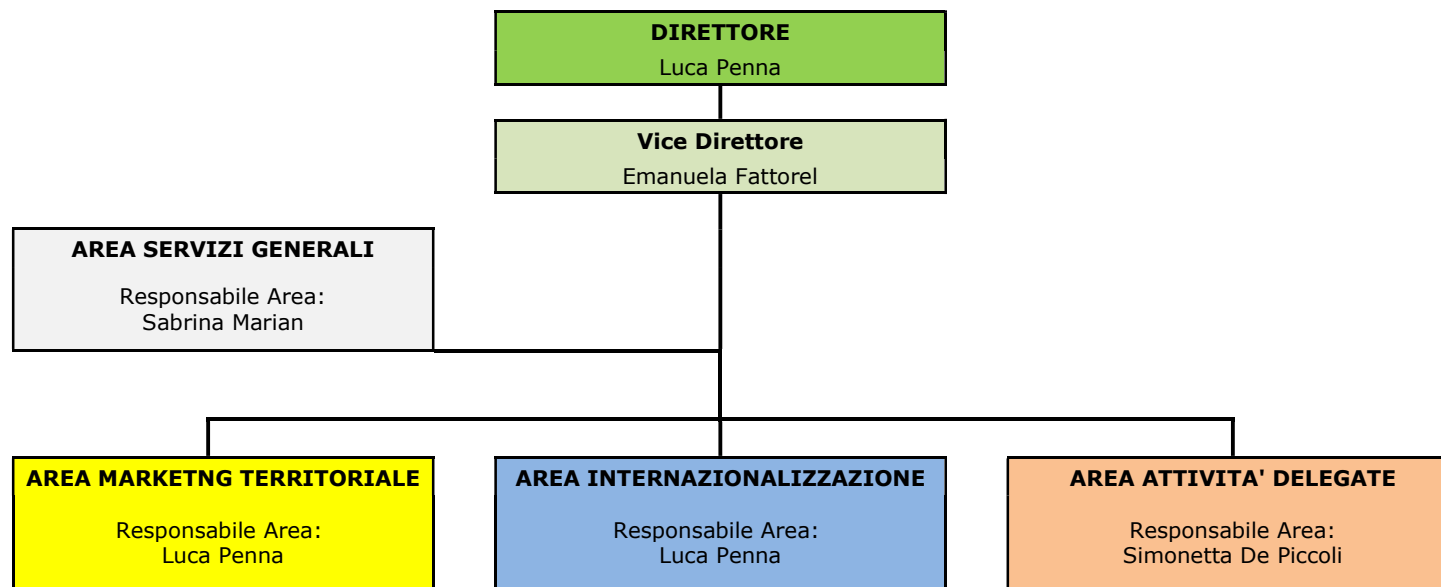 DIRETTORE
Luca Penna
Vice Direttore
Emanuela Fattorel
AREA SERVIZI GENERALI
Responsabile Area:
Sabrina Marian
AREA MARKETNG TERRITORIALE
Responsabile Area:
Luca Penna
AREA INTERNAZIONALIZZAZIONE
Responsabile Area:
Luca Penna
AREA ATTIVITA' DELEGATE
Responsabile Area:
Simonetta De Piccoli